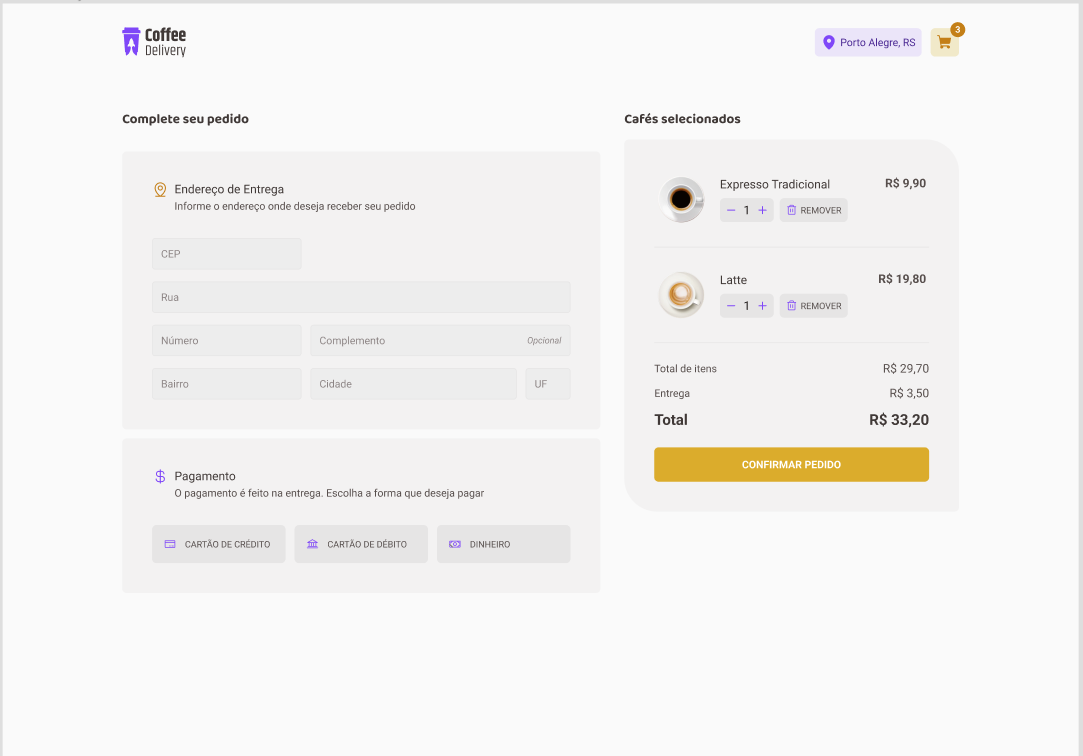 Coffee
Delivery
Porto Alegre, RS
3
Complete seu pedido
Endereço de Entrega
Informe o endereço onde deseja receber seu pedido
CEP
Rua
Número
Complemento
Opcional
Bairro
Cidade
UF
Pagamento
O pagamento é feito na entrega. Escolha a forma que deseja pagar
CARTÃO DE CRÉDITO
CARTÃO DE DÉBITO
DINHEIRO
Cafés selecionados
Expresso Tradicional
R$ 9,90
1
REMOVER
Latte
R$ 19,80
1
REMOVER
Total de itens
R$ 29,70
Entrega
R$ 3,50
Total
R$ 33,20
CONFIRMAR PEDIDO